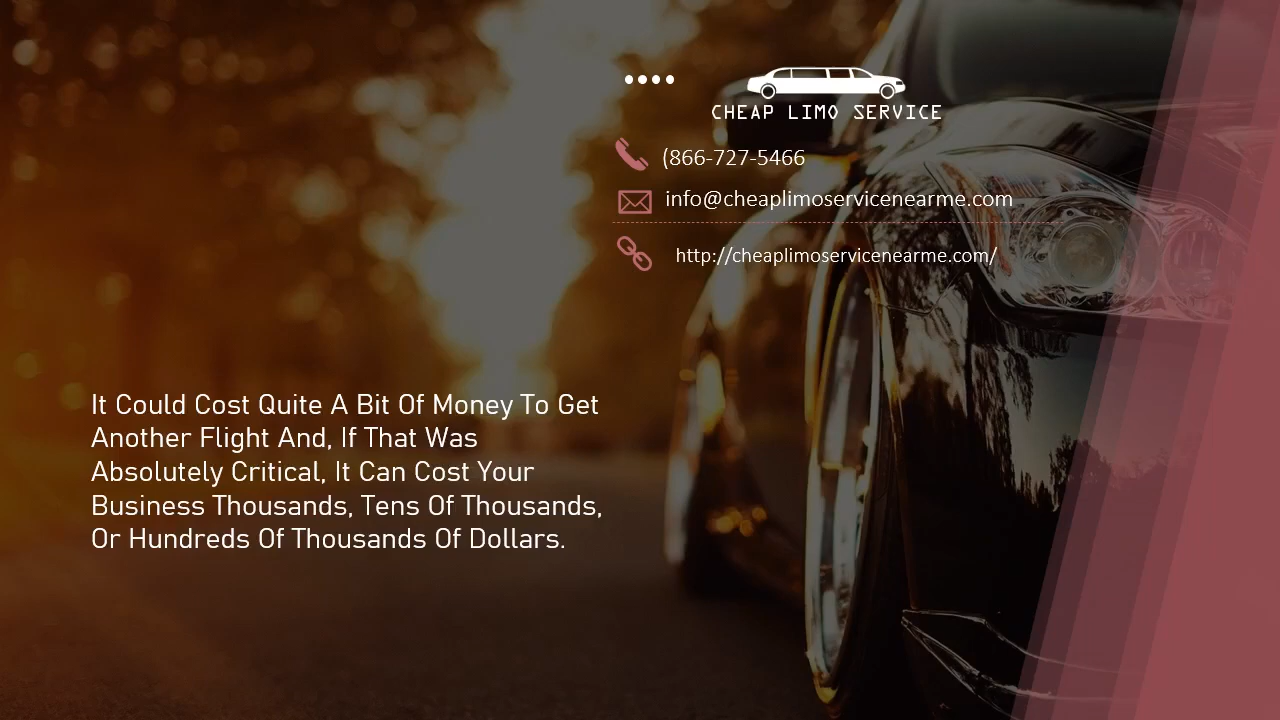 CHEAP LIMO SERVICE
(866-727-5466
info@cheaplimoservicenearme.com
http://cheaplimoservicenearme.com/
It Could Cost Quite A Bit Of Money To Get
Another Flight And, If That Was
Absolutely Critical, It Can Cost Your
Business Thousands, Tens Of Thousands,
Or Hundreds Of Thousands Of Dollars.